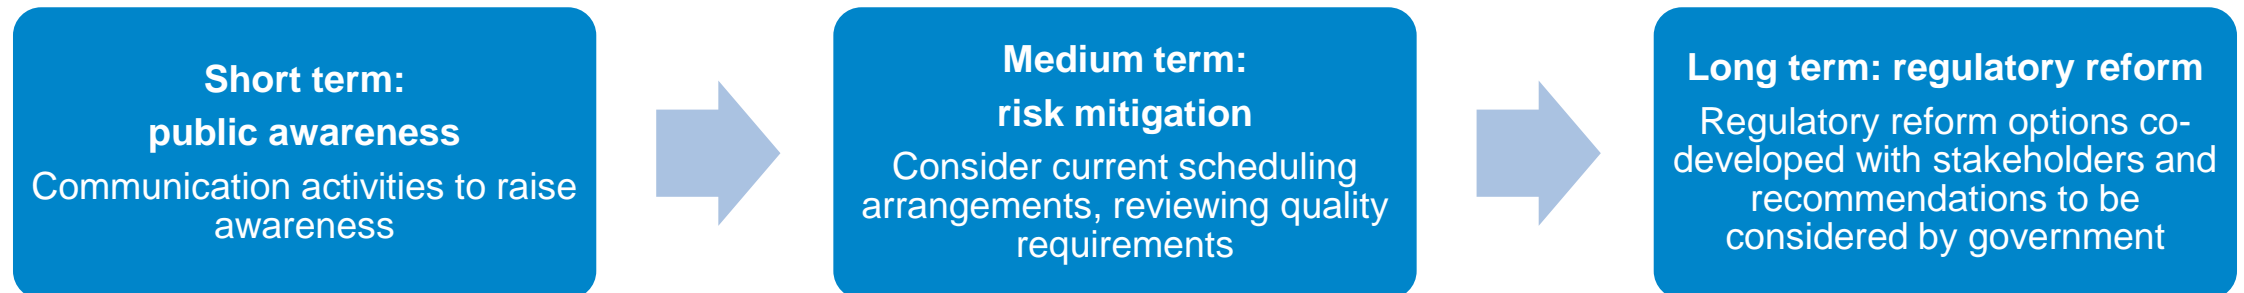 Short term:
public awareness
Communication activities to raise
awareness
Medium term:
risk mitigation
Consider current scheduling
arrangements, reviewing quality
requirements
Long term: regulatory reform
Regulatory reform options co-
developed with stakeholders and
recommendations to be
considered by government